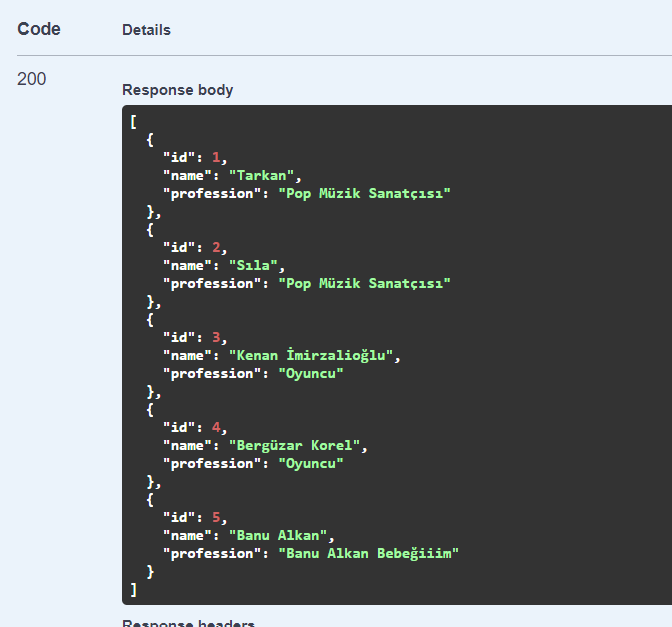 Code Details
200
Response body
[
  {
    "id": 1,
    "name": "Tarkan",
    "profession": "Pop Müzik Sanatçısı"
  },
  {
    "id": 2,
    "name": "Sıla",
    "profession": "Pop Müzik Sanatçısı"
  },
  {
    "id": 3,
    "name": "Kenan İmirzalioğlu",
    "profession": "Oyuncu"
  },
  {
    "id": 4,
    "name": "Bergüzar Korel",
    "profession": "Oyuncu"
  },
  {
    "id": 5,
    "name": "Banu Alkan",
    "profession": "Banu Alkan Bebeğiiim"
  }
]
Response headers